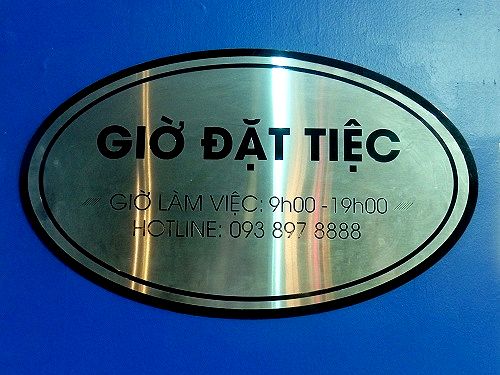 GIỜ ĐẶT TIỆC
GIỜ LÀM VIỆC: 9h00 -19h00
HOTLINE: 093 897 8888